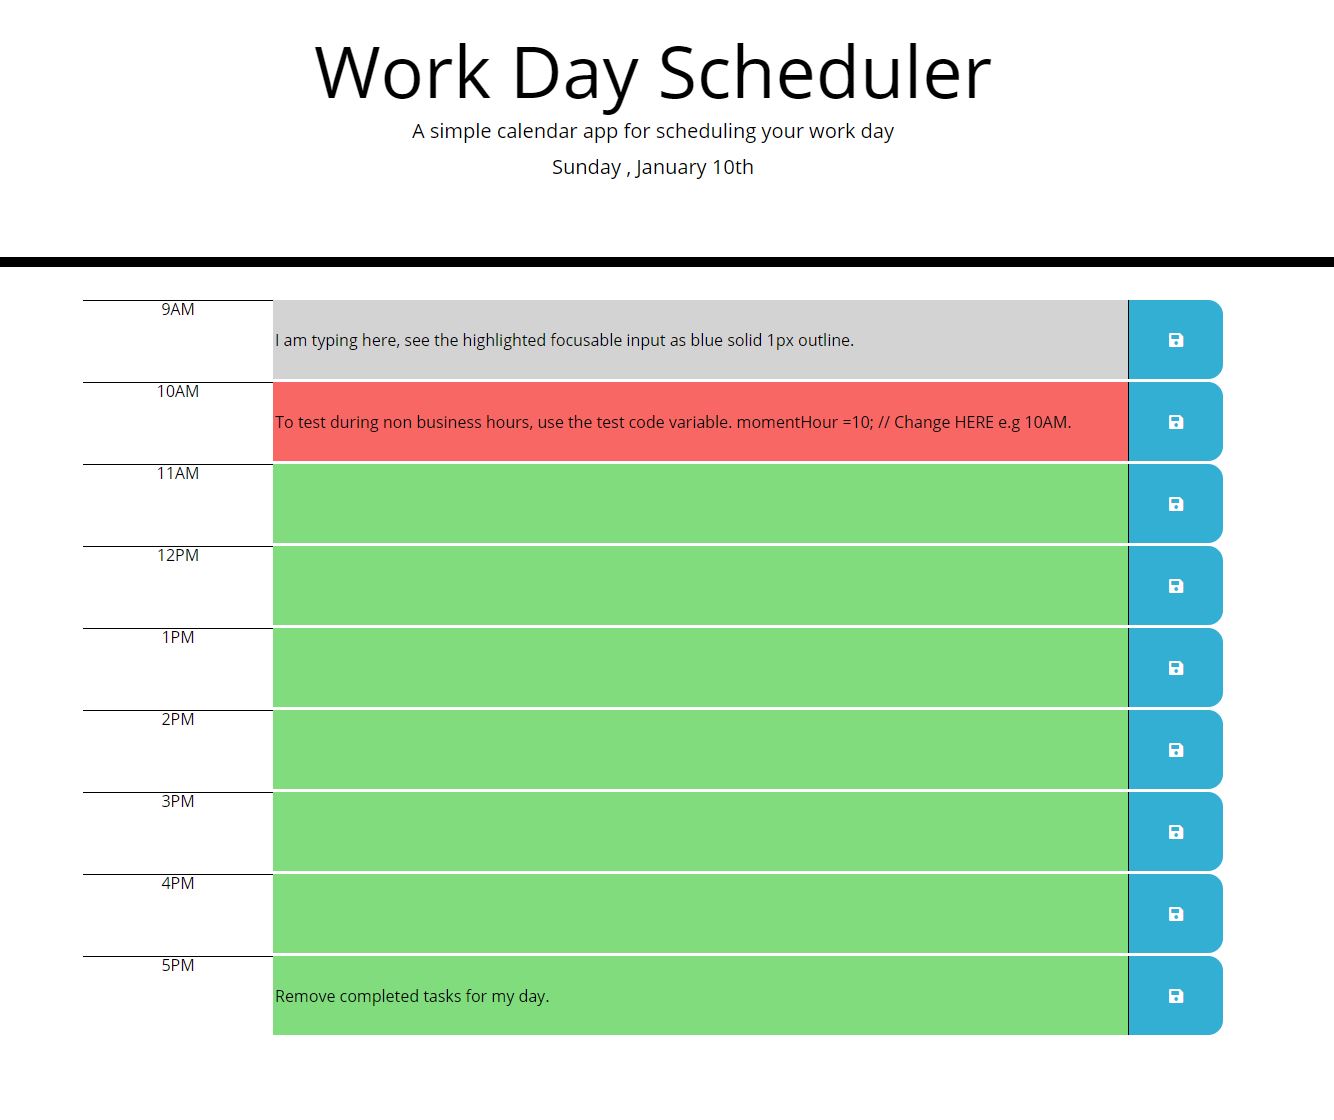 Work Day Scheduler
A simple calendar app for scheduling your work day
Sunday , January 10th
9AM
I am typing here, see the highlighted focusable input as blue solid 1px outline.
10AM
To test during non business hours, use the test code variable. momentHour =10; // Change HERE e.g 10AM.
11AM
12PM
1PM
2PM
3PM
4PM
5PM
Remove completed tasks for my day.